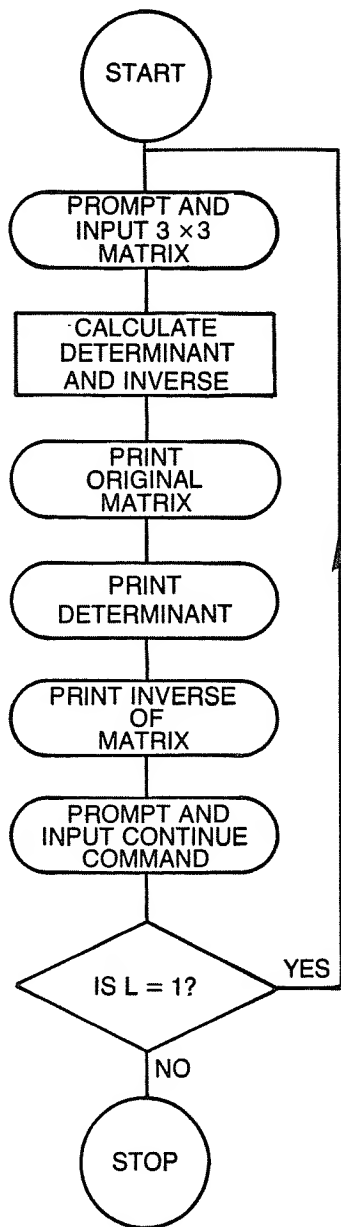 START
PROMPT AND
INPUT 3 ×3
MATRIX
CALCULATE
DETERMINANT
AND INVERSE
PRINT
ORIGINAL
MATRIX
PRINT
DETERMINANT
PRINT INVERSE
OF
MATRIX
PROMPT AND
INPUT CONTINUE
COMMAND
IS L = 1?
YES
NO
STOP